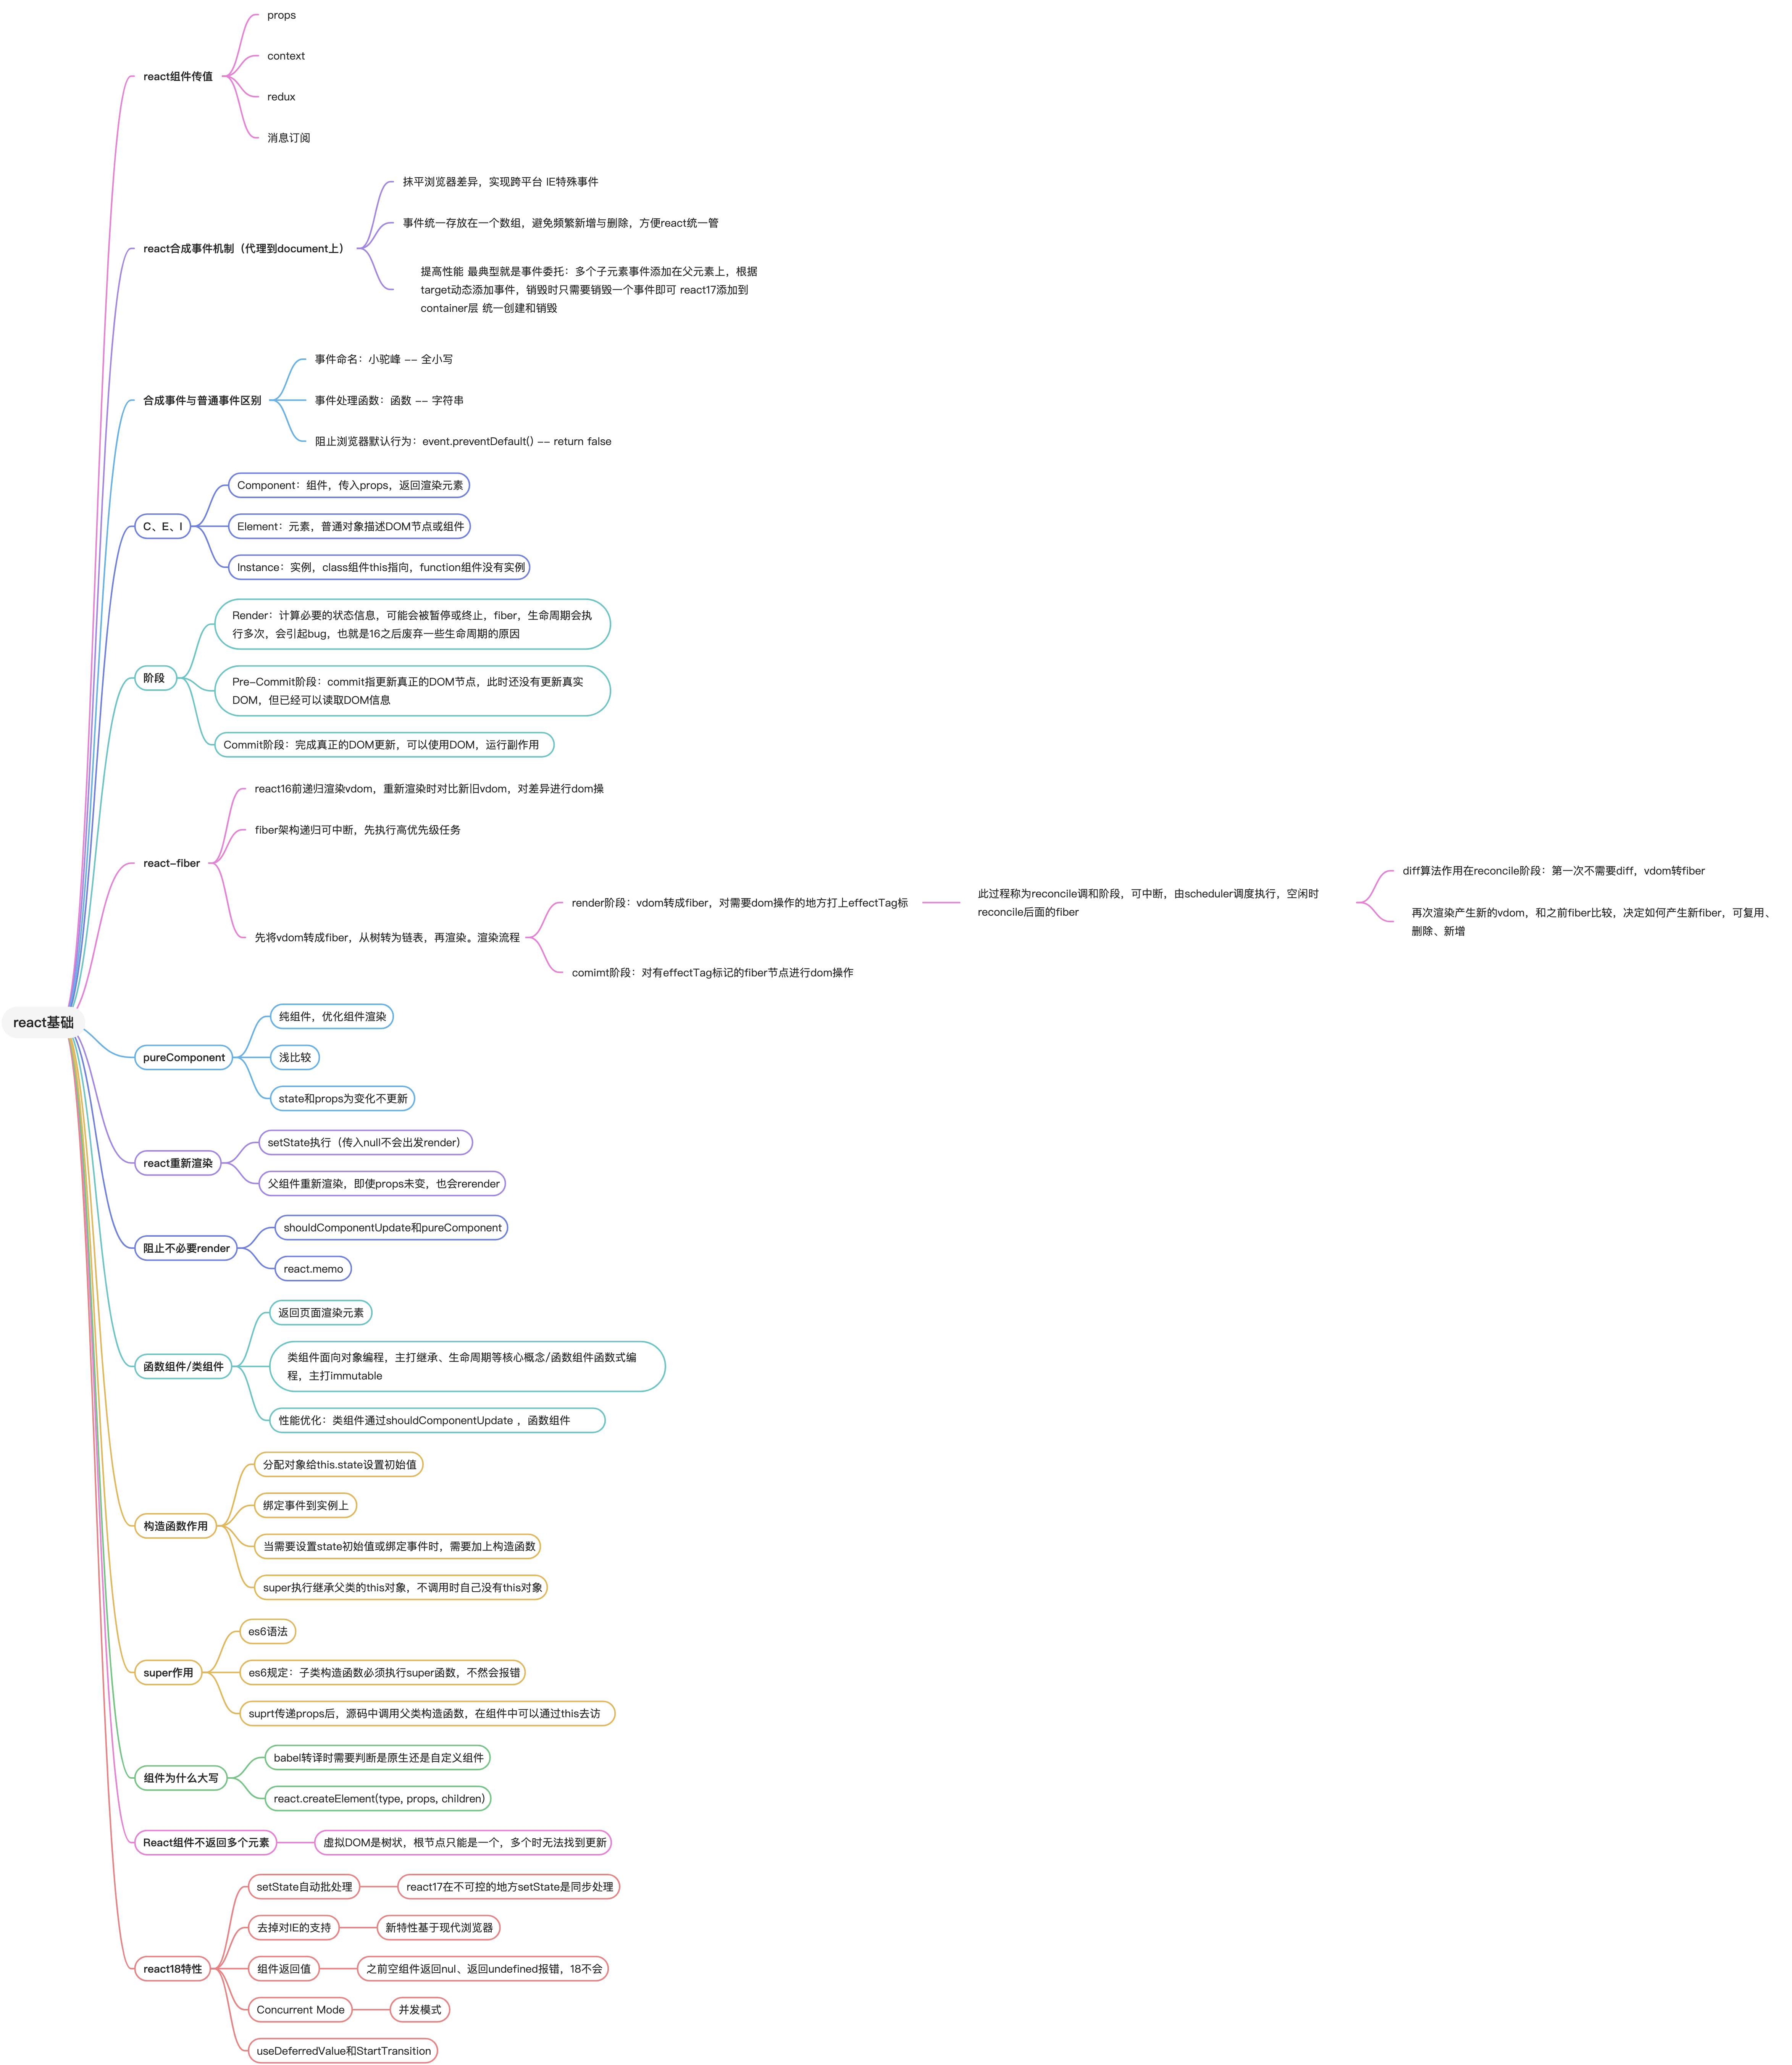 react基础
react组件传值
props
context
redux
消息订阅
react合成事件机制（代理到document上）
抹平浏览器差异，实现跨平台 IE特殊事件
事件统一存放在一个数组，避免频繁新增与删除，方便react统一管
提高性能 最典型就是事件委托：多个子元素事件添加在父元素上，根据
target动态添加事件，销毁时只需要销毁一个事件即可 react17添加到
container层 统一创建和销毁
合成事件与普通事件区别
事件命名：小驼峰 -- 全小写
事件处理函数：函数 -- 字符串
阻止浏览器默认行为：event.preventDefault() -- return false
C、E、I
Component：组件，传入props，返回渲染元素
Element：元素，普通对象描述DOM节点或组件
Instance：实例，class组件this指向，function组件没有实例
阶段
Render：计算必要的状态信息，可能会被暂停或终止，fiber，生命周期会执
行多次，会引起bug，也就是16之后废弃一些生命周期的原因
Pre-Commit阶段：commit指更新真正的DOM节点，此时还没有更新真实
DOM，但已经可以读取DOM信息
Commit阶段：完成真正的DOM更新，可以使用DOM，运行副作用
react-fiber
react16前递归渲染vdom，重新渲染时对比新旧vdom，对差异进行dom操
fiber架构递归可中断，先执行高优先级任务
先将vdom转成fiber，从树转为链表，再渲染。渲染流程
render阶段：vdom转成fiber，对需要dom操作的地方打上effectTag标
此过程称为reconcile调和阶段，可中断，由scheduler调度执行，空闲时
reconcile后面的fiber
diff算法作用在reconcile阶段：第一次不需要diff，vdom转fiber
再次渲染产生新的vdom，和之前fiber比较，决定如何产生新fiber，可复用、
删除、新增
comimt阶段：对有effectTag标记的fiber节点进行dom操作
pureComponent
纯组件，优化组件渲染
浅比较
state和props为变化不更新
react重新渲染
setState执行（传入null不会出发render）
父组件重新渲染，即使props未变，也会rerender
阻止不必要render
shouldComponentUpdate和pureComponent
react.memo
函数组件/类组件
返回页面渲染元素
类组件面向对象编程，主打继承、生命周期等核心概念/函数组件函数式编
程，主打immutable
性能优化：类组件通过shouldComponentUpdate ，函数组件
构造函数作用
分配对象给this.state设置初始值
绑定事件到实例上
当需要设置state初始值或绑定事件时，需要加上构造函数
super执行继承父类的this对象，不调用时自己没有this对象
super作用
es6语法
es6规定：子类构造函数必须执行super函数，不然会报错
suprt传递props后，源码中调用父类构造函数，在组件中可以通过this去访
组件为什么大写
babel转译时需要判断是原生还是自定义组件
react.createElement(type, props, children)
React组件不返回多个元素
虚拟DOM是树状，根节点只能是一个，多个时无法找到更新
react18特性
setState自动批处理
react17在不可控的地方setState是同步处理
去掉对IE的支持
新特性基于现代浏览器
组件返回值
之前空组件返回nul、返回undefined报错，18不会
Concurrent Mode
并发模式
useDeferredValue和StartTransition